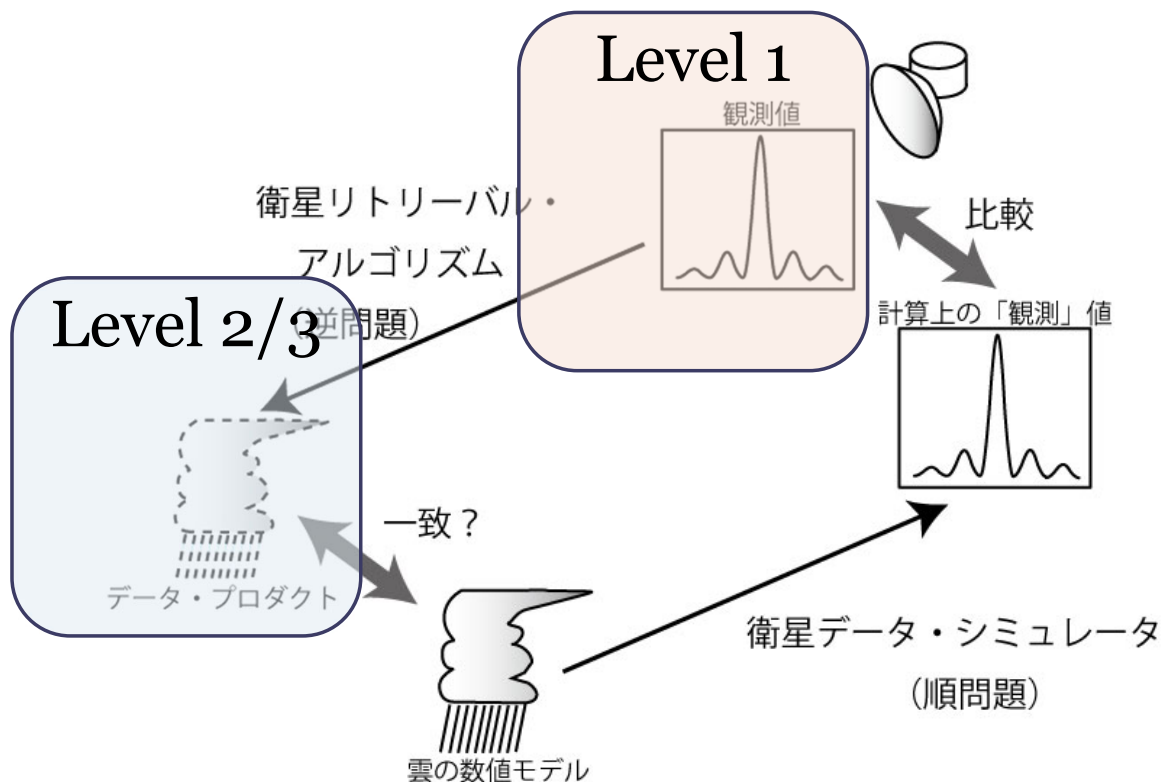 Level 1
観測値
衛星リトリーバル・
アルゴリズム
（逆問題）
比較
計算上の「観測」値
Level 2/3
データ・プロダクト
一致？
雲の数値モデル
衛星データ・シミュレータ
（順問題）